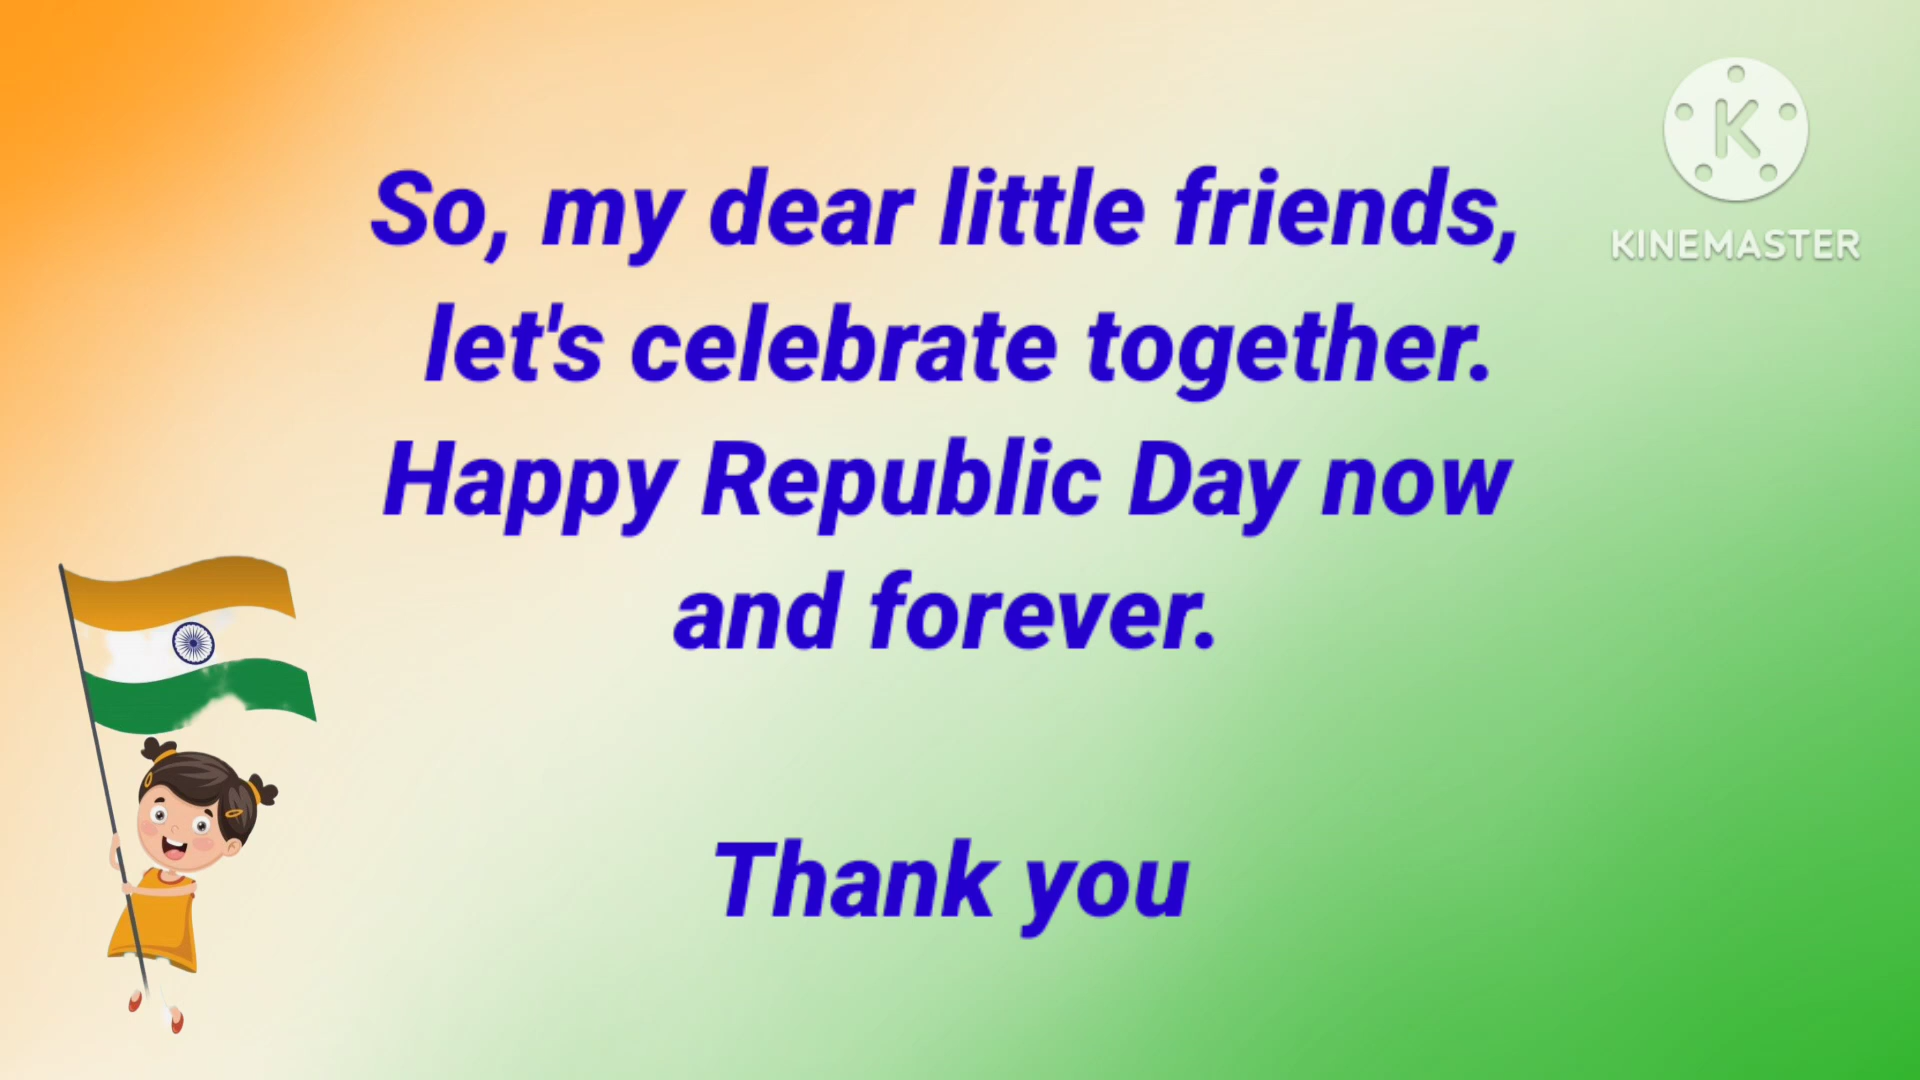 So, my dear little friends,
let's celebrate together.
Happy Republic Day now
and forever.
Thank you
K
KINEMASTER